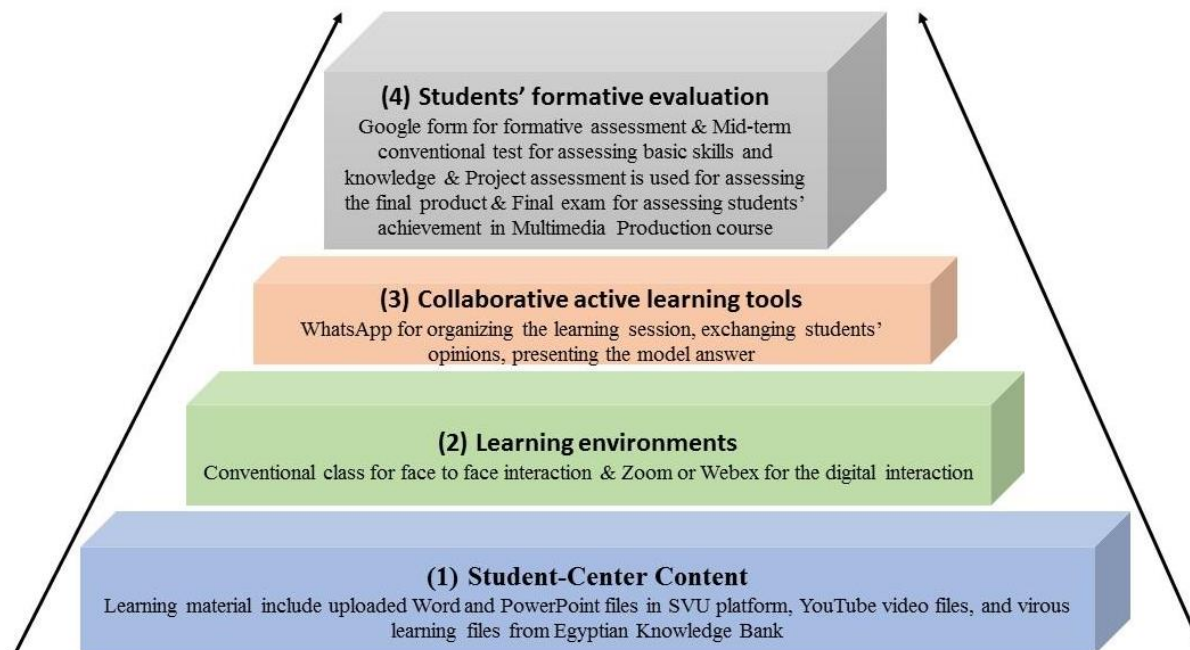 (4) Students’ formative evaluation
Google form for formative assessment & Mid-term
conventional test for assessing basic skills and
knowledge & Project assessment is used for assessing
the final product & Final exam for assessing students’
achievement in Multimedia Production course
(3) Collaborative active learning tools
WhatsApp for organizing the learning session, exchanging students’
opinions, presenting the model answer
(2) Learning environments
Conventional class for face to face interaction & Zoom or Webex for the digital interaction
(1) Student-Center Content
Learning material include uploaded Word and PowerPoint files in SVU platform, YouTube video files, and virous
learning files from Egyptian Knowledge Bank